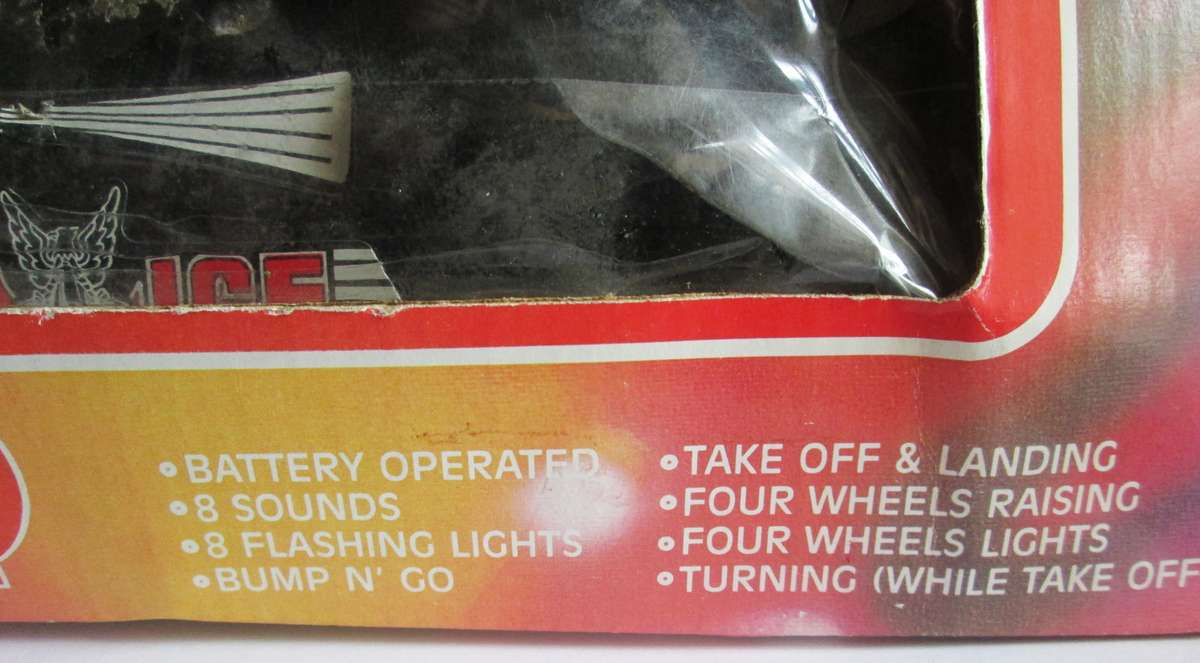 ICE
•BATTERY OPERATED
•8 SOUNDS
•8 FLASHING LIGHTS
•BUMP N' GO
•TAKE OFF & LANDING
•FOUR WHEELS RAISING
•FOUR WHEELS LIGHTS
•TURNING (WHILE TAKE OFF